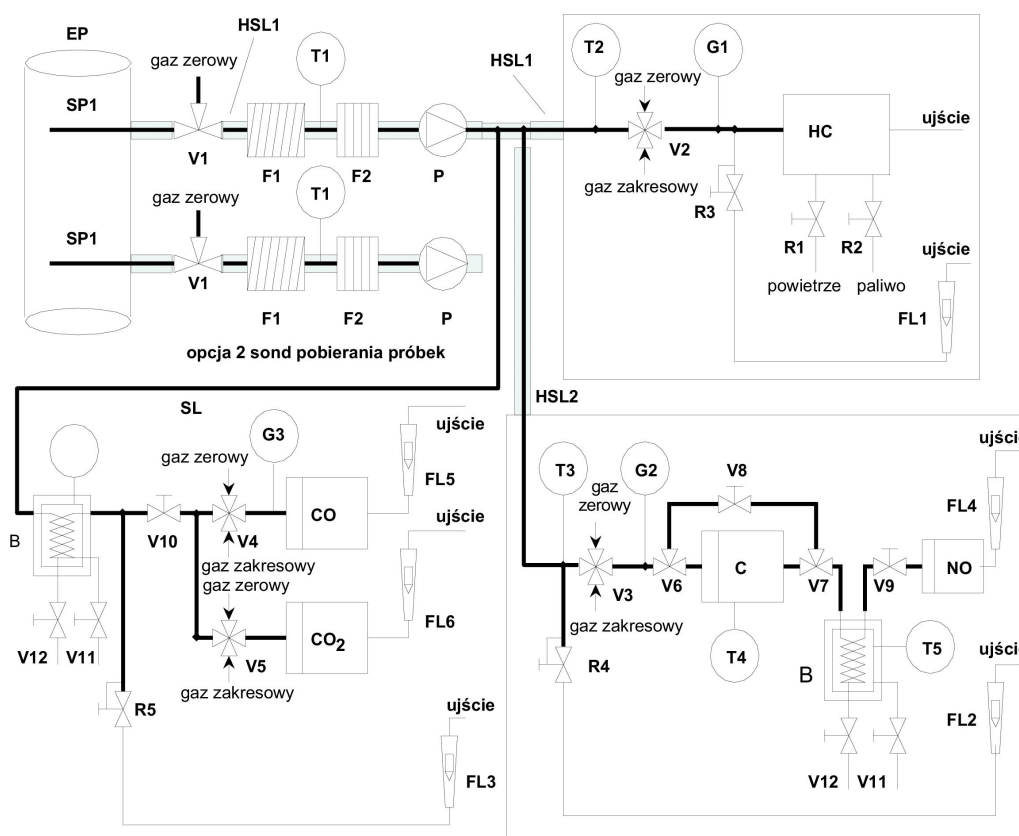 EP
HSL1
T1
gaz zerowy
SP1
V1
F1
F2
P
HSL1
T2
G1
gaz zerowy
V2
gaz zakresowy
HC
ujście
R3
R1
R2
powietrze
paliwo
ujście
FL1
T1
gaz zerowy
SP1
V1
F1
F2
P
opcja 2 sond pobierania próbek
SL
HSL2
G3
gaz zerowy
ujście
FL5
CO
V10
V4
gaz zakresowy
gaz zerowy
ujście
FL6
CO2
V5
gaz zakresowy
B
V12
V11
R5
ujście
FL3
T3
gaz
zerowy
G2
V8
ujście
FL4
V3
gaz zakresowy
V6
C
V7
V9
NO
R4
T4
B
T5
ujście
FL2
V12
V11